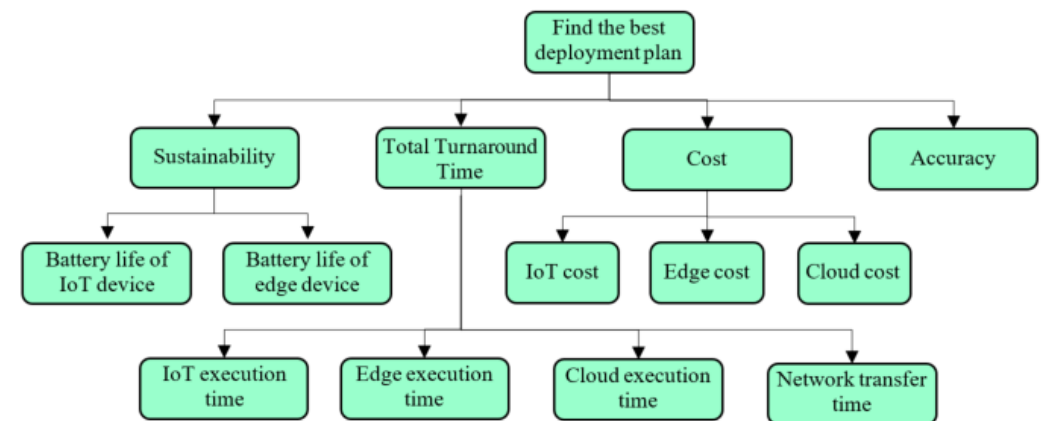 Find the best
deployment plan
Sustainability
Total Turnaround
Time
Cost
Accuracy
Battery life of
IoT device
Battery life of
edge device
IoT cost
Edge cost
Cloud cost
IoT execution
time
Edge execution
time
Cloud execution
time
Network transfer
time